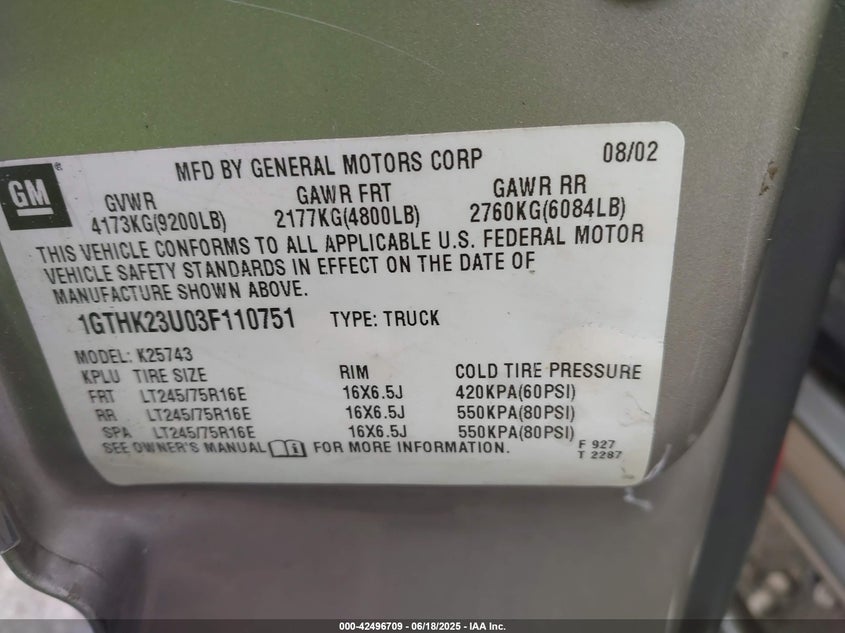 MFD BY GENERAL MOTORS CORP 08/02
GM®
GVWR GAWR FRT GAWR RR
4173KG(9200LB) 2177KG(4800LB) 2760KG(6084LB)
THIS VEHICLE CONFORMS TO ALL APPLICABLE U.S. FEDERAL MOTOR
VEHICLE SAFETY STANDARDS IN EFFECT ON THE DATE OF
MANUFACTURE SHOWN ABOVE.
1GTHK23U03F110751 TYPE: TRUCK
MODEL: K25743
KPLU TIRE SIZE RIM COLD TIRE PRESSURE
FRT LT245/75R16E 16X6.5J 420KPA(60PSI)
RR LT245/75R16E 16X6.5J 550KPA(80PSI)
SPA LT245/75R16E 16X6.5J 550KPA(80PSI)
SEE OWNER'S MANUAL FOR MORE INFORMATION.
F 927
T 2287
000-42496709 - 06/18/2025 - IAA Inc.